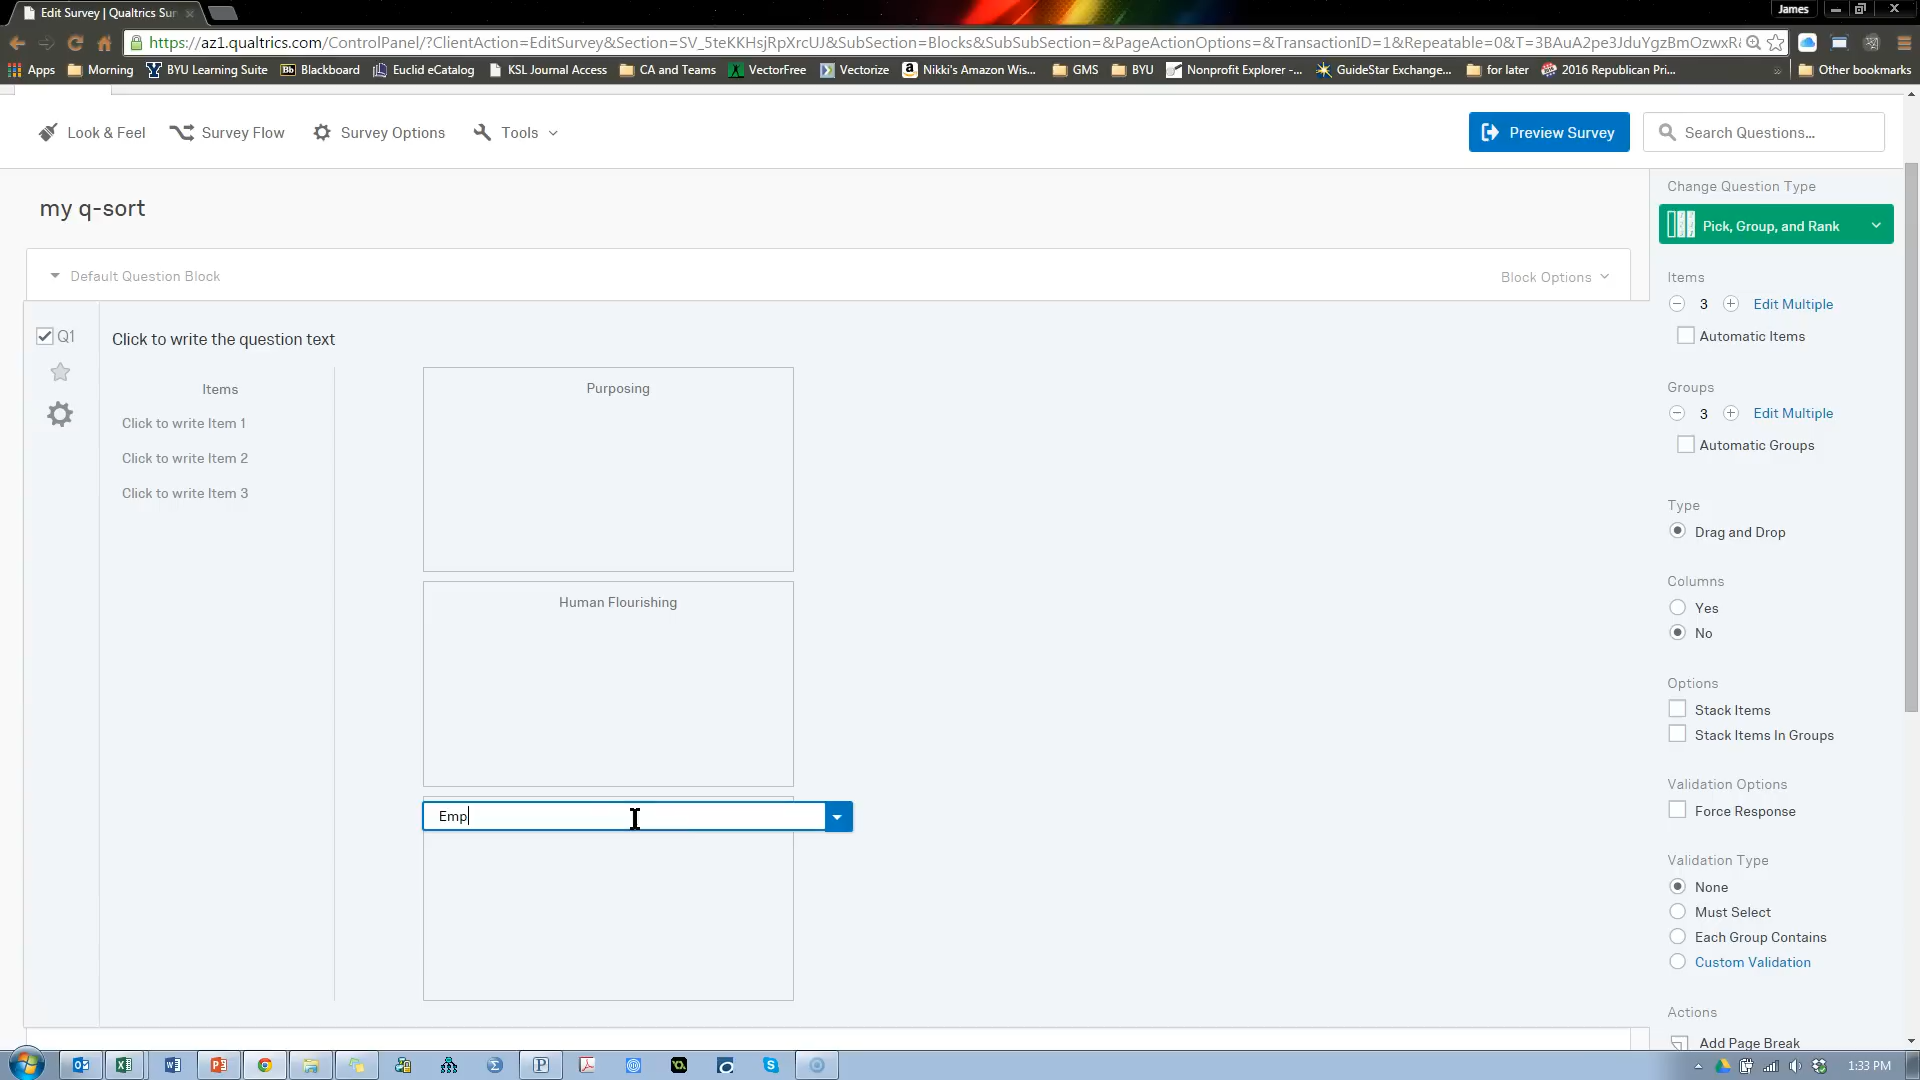 Edit Survey | Qualtrics Sur
James
https://az1.qualtrics.com/ControlPanel/?ClientAction=EditSurvey&Section=SV_5teKKHsjRpXrcUJ&SubSection=Blocks&SubSubSection=&PageActionOptions=&TransactionID=1&Repeatable=0&T=3BAuA2pe3JduYgzBmOzwxR
Apps Morning BYU Learning Suite Bb Blackboard Euclid eCatalog KSL Journal Access CA and Teams VectorFree Vectorize Nikki's Amazon Wis... GMS BYU Nonprofit Explorer -... GuideStar Exchange... for later 2016 Republican Pri... » Other bookmarks
Look & Feel Survey Flow Survey Options Tools Preview Survey Search Questions...
Change Question Type
my q-sort
Pick, Group, and Rank
Default Question Block Block Options
Items
3 Edit Multiple
Automatic Items
Q1 Click to write the question text
Items
Click to write Item 1
Click to write Item 2
Click to write Item 3
Purposing
Human Flourishing
Emp
Groups
3 Edit Multiple
Automatic Groups
Type
Drag and Drop
Columns
Yes
No
Options
Stack Items
Stack Items In Groups
Validation Options
Force Response
Validation Type
None
Must Select
Each Group Contains
Custom Validation
Actions
Add Page Break
1:33 PM